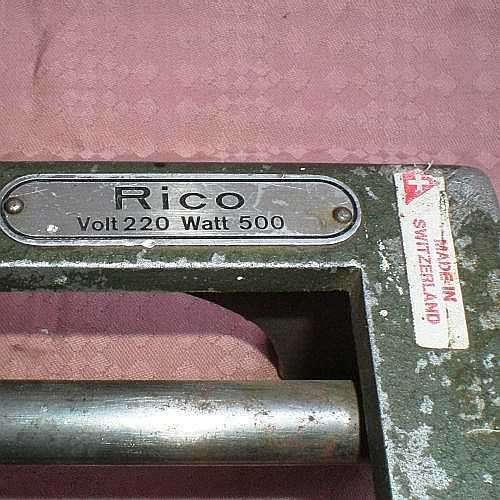 Rico
Volt 220 Watt 500
MADE IN
SWITZERLAND